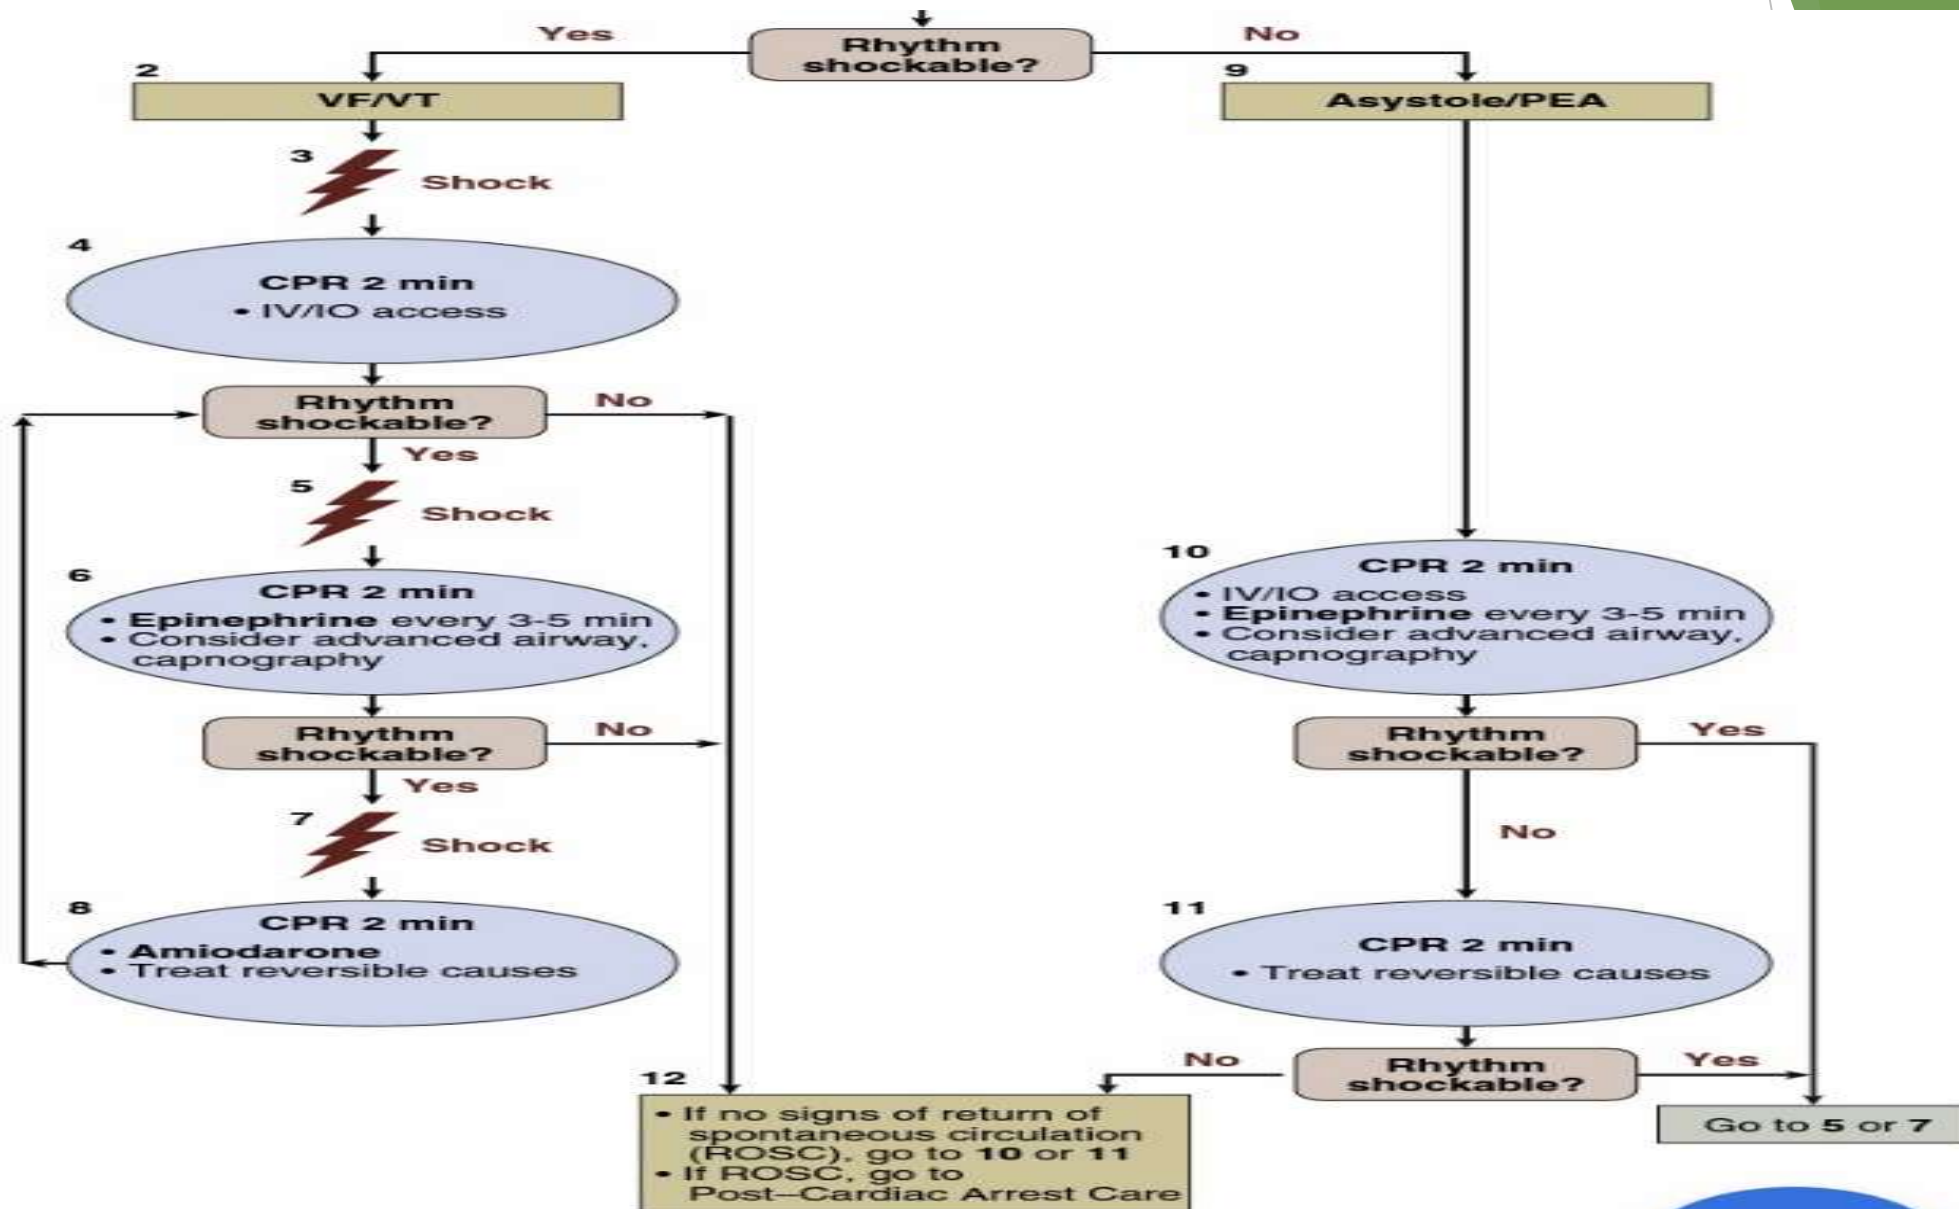 Rhythm
shockable?
Yes
No
2
VF/VT
3
Shock
4
CPR 2 min
• IV/IO access
Rhythm
shockable?
No
Yes
5
Shock
6
CPR 2 min
• Epinephrine every 3-5 min
• Consider advanced airway,
capnography
Rhythm
shockable?
No
Yes
7
Shock
8
CPR 2 min
• Amiodarone
• Treat reversible causes
9
Asystole/PEA
10
CPR 2 min
• IV/IO access
• Epinephrine every 3-5 min
• Consider advanced airway,
capnography
Rhythm
shockable?
Yes
No
11
CPR 2 min
• Treat reversible causes
Rhythm
shockable?
No
Yes
12
• If no signs of return of
spontaneous circulation
(ROSC), go to 10 or 11
• If ROSC, go to
Post–Cardiac Arrest Care
Go to 5 or 7